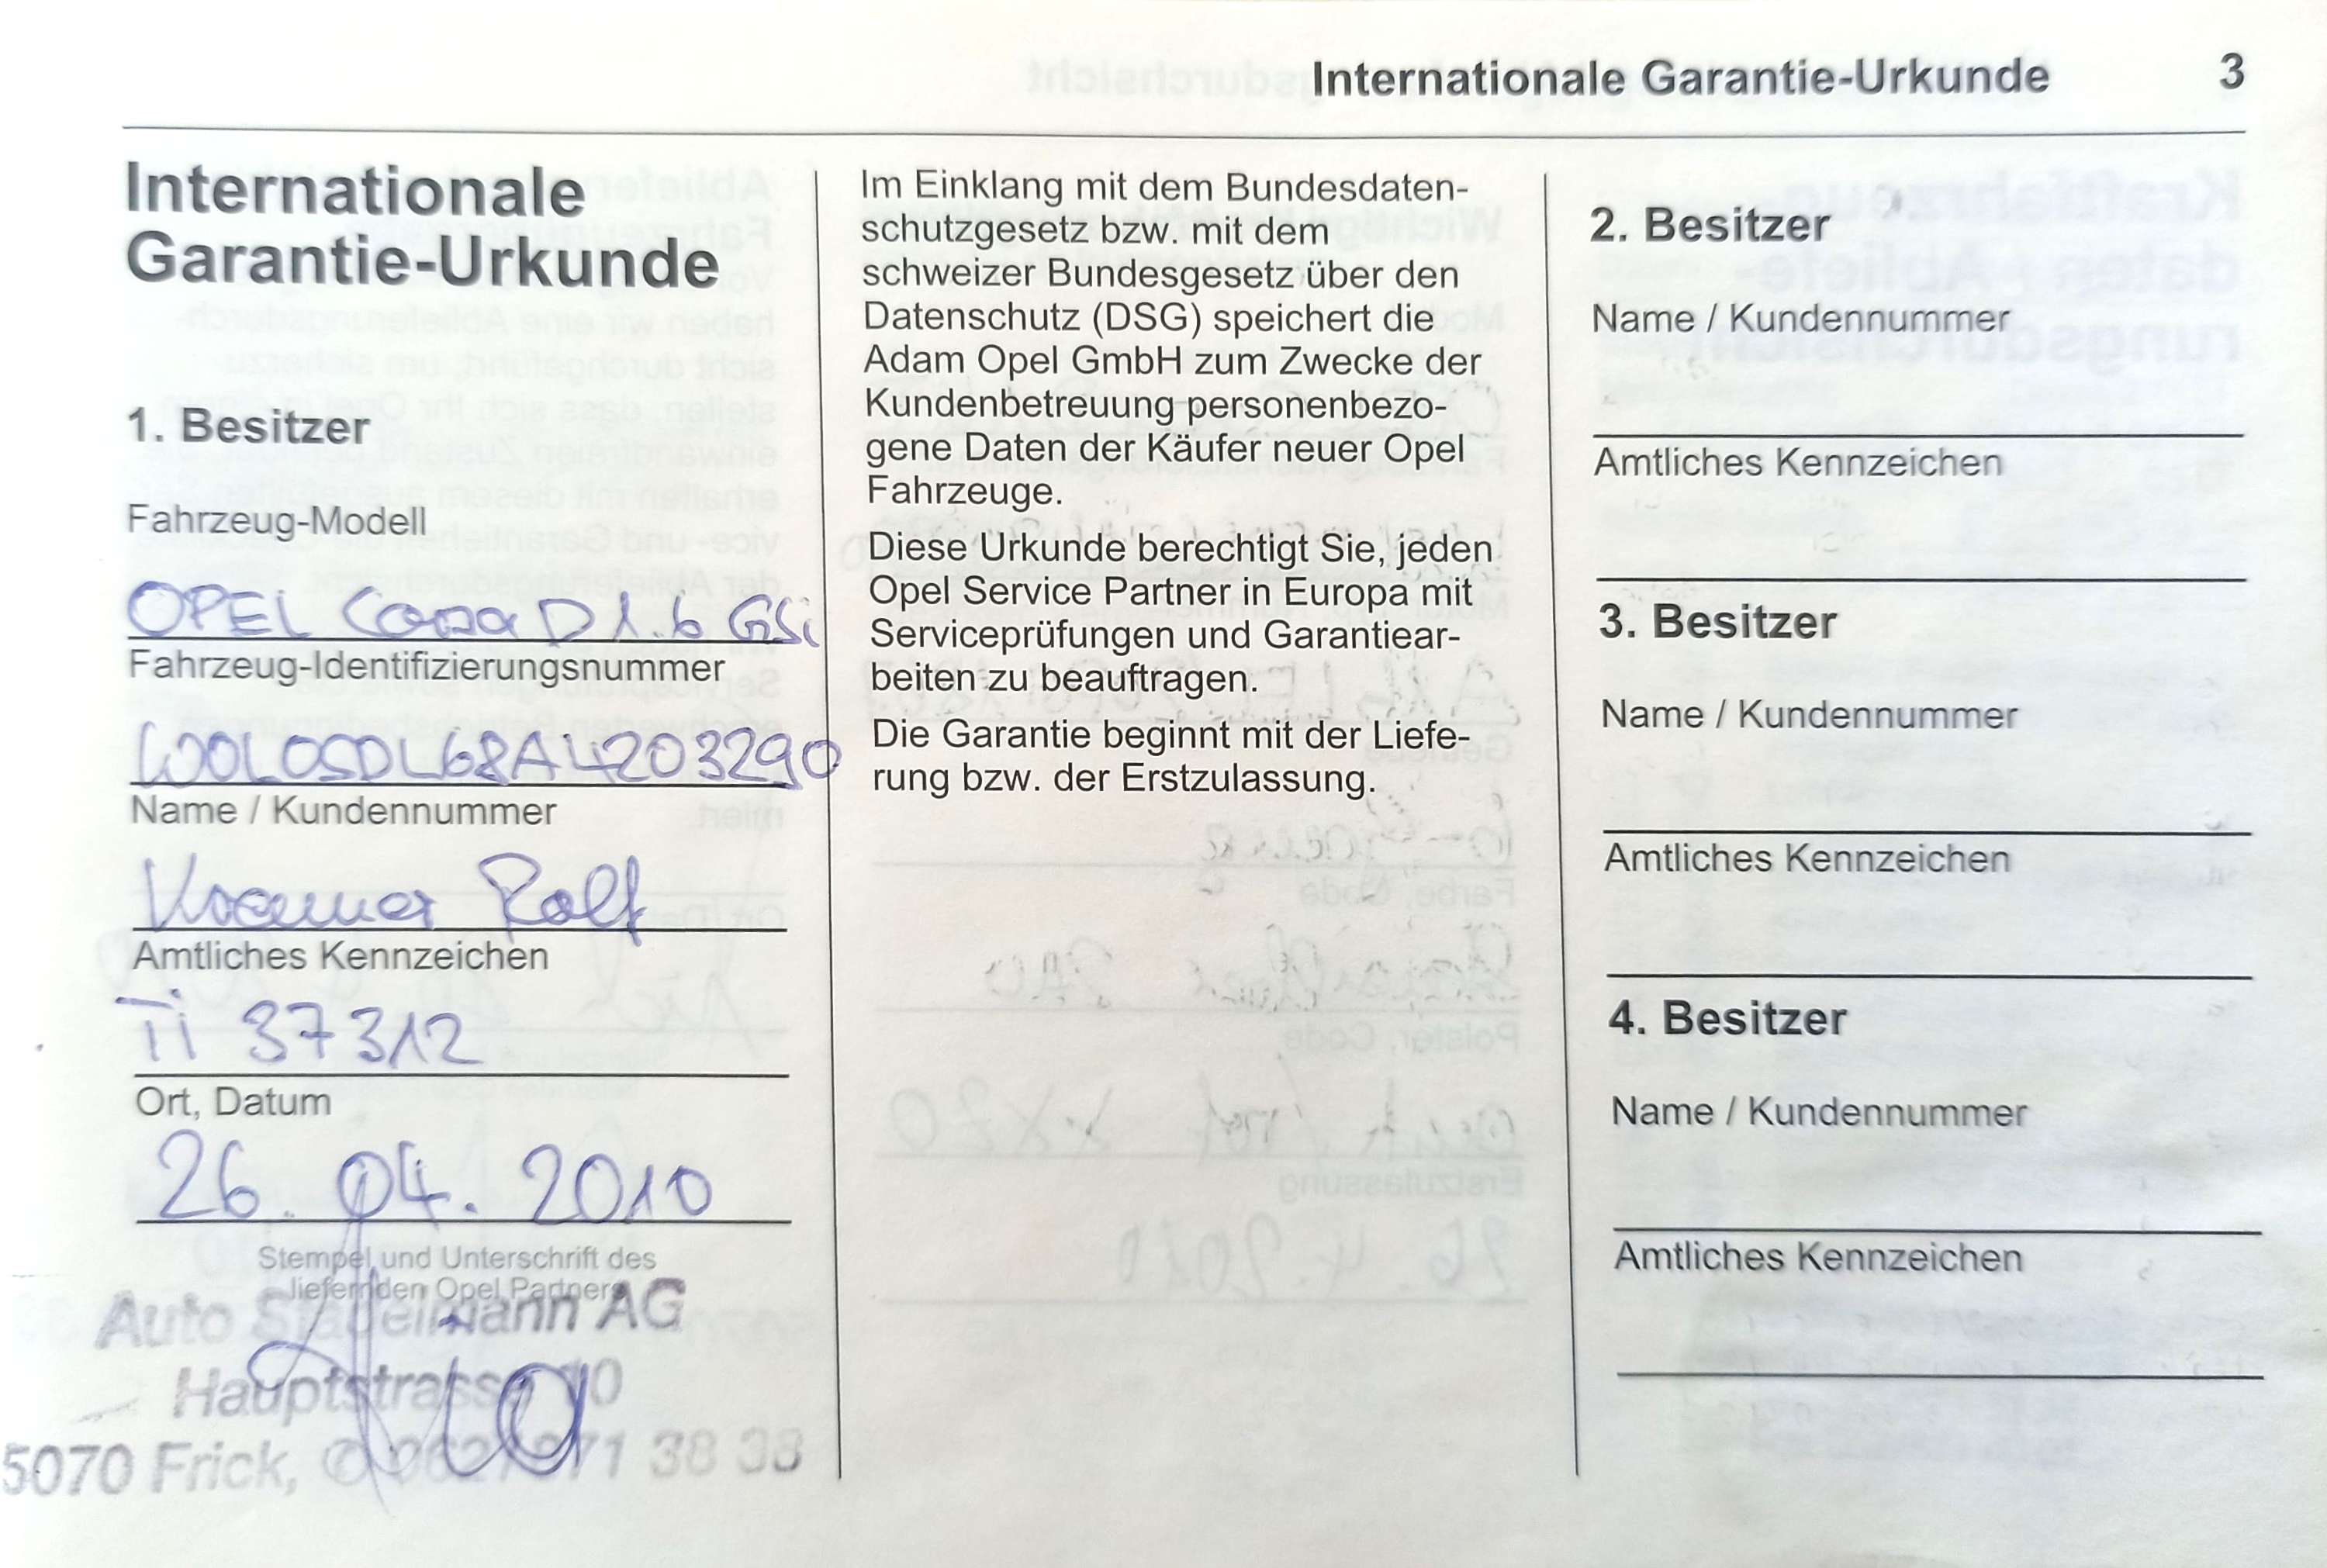 Internationale Garantie-Urkunde 3
Internationale
Garantie-Urkunde
1. Besitzer
Fahrzeug-Modell
OPEL Corsa D 1.6 GSi
Fahrzeug-Identifizierungsnummer
W0L0SDL68A4203290
Name / Kundennummer
Kraemer Rolf
Amtliches Kennzeichen
Ti 37312
Ort, Datum
26. 04. 2010
Stempel und Unterschrift des
liefernden Opel Partners
Auto Stadelmann AG
Hauptstrasse
5070 Frick, 38 38
Im Einklang mit dem Bundesdaten-
schutzgesetz bzw. mit dem
schweizer Bundesgesetz über den
Datenschutz (DSG) speichert die
Adam Opel GmbH zum Zwecke der
Kundenbetreuung personenbezo-
gene Daten der Käufer neuer Opel
Fahrzeuge.
Diese Urkunde berechtigt Sie, jeden
Opel Service Partner in Europa mit
Serviceprüfungen und Garantiear-
beiten zu beauftragen.
Die Garantie beginnt mit der Liefe-
rung bzw. der Erstzulassung.
2. Besitzer
Name / Kundennummer
Amtliches Kennzeichen
3. Besitzer
Name / Kundennummer
Amtliches Kennzeichen
4. Besitzer
Name / Kundennummer
Amtliches Kennzeichen